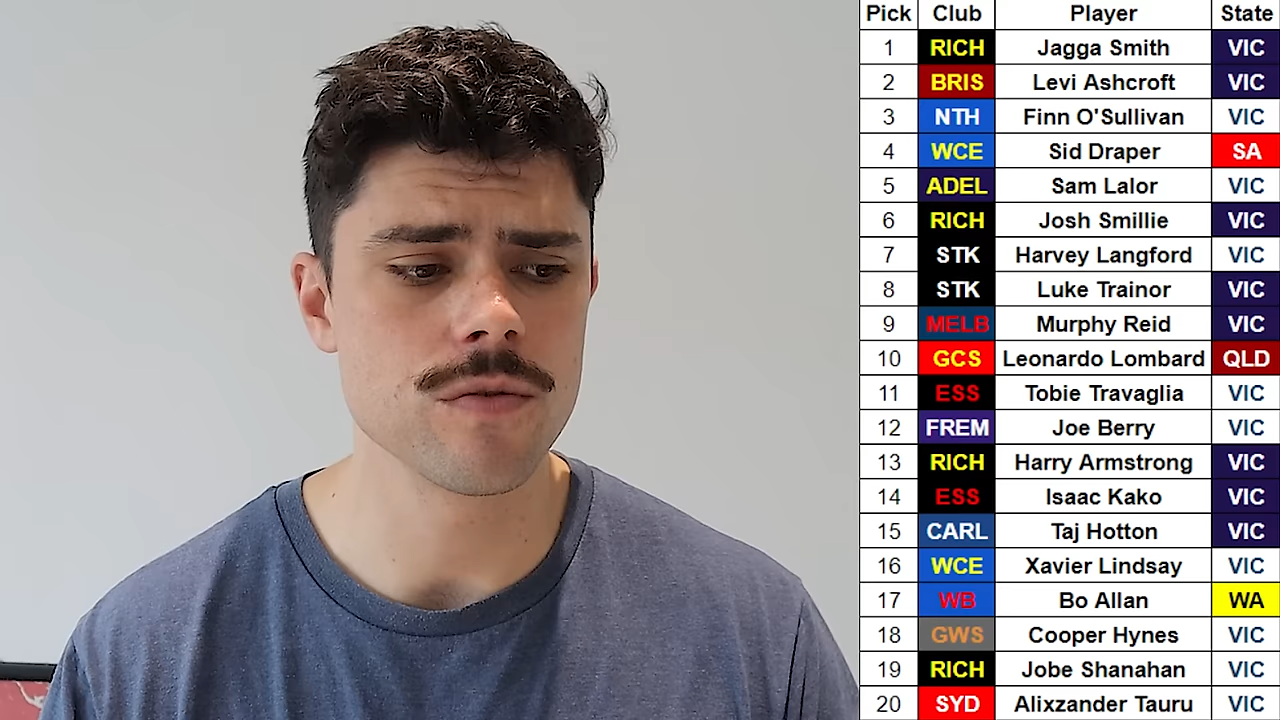 Pick Club Player State
1 RICH Jagga Smith VIC
2 BRIS Levi Ashcroft VIC
3 NTH Finn O'Sullivan VIC
4 WCE Sid Draper SA
5 ADEL Sam Lalor VIC
6 RICH Josh Smillie VIC
7 STK Harvey Langford VIC
8 STK Luke Trainor VIC
9 MELB Murphy Reid VIC
10 GCS Leonardo Lombard QLD
11 ESS Tobie Travaglia VIC
12 FREM Joe Berry VIC
13 RICH Harry Armstrong VIC
14 ESS Isaac Kako VIC
15 CARL Taj Hotton VIC
16 WCE Xavier Lindsay VIC
17 WB Bo Allan WA
18 GWS Cooper Hynes VIC
19 RICH Jobe Shanahan VIC
20 SYD Alixzander Tauru VIC